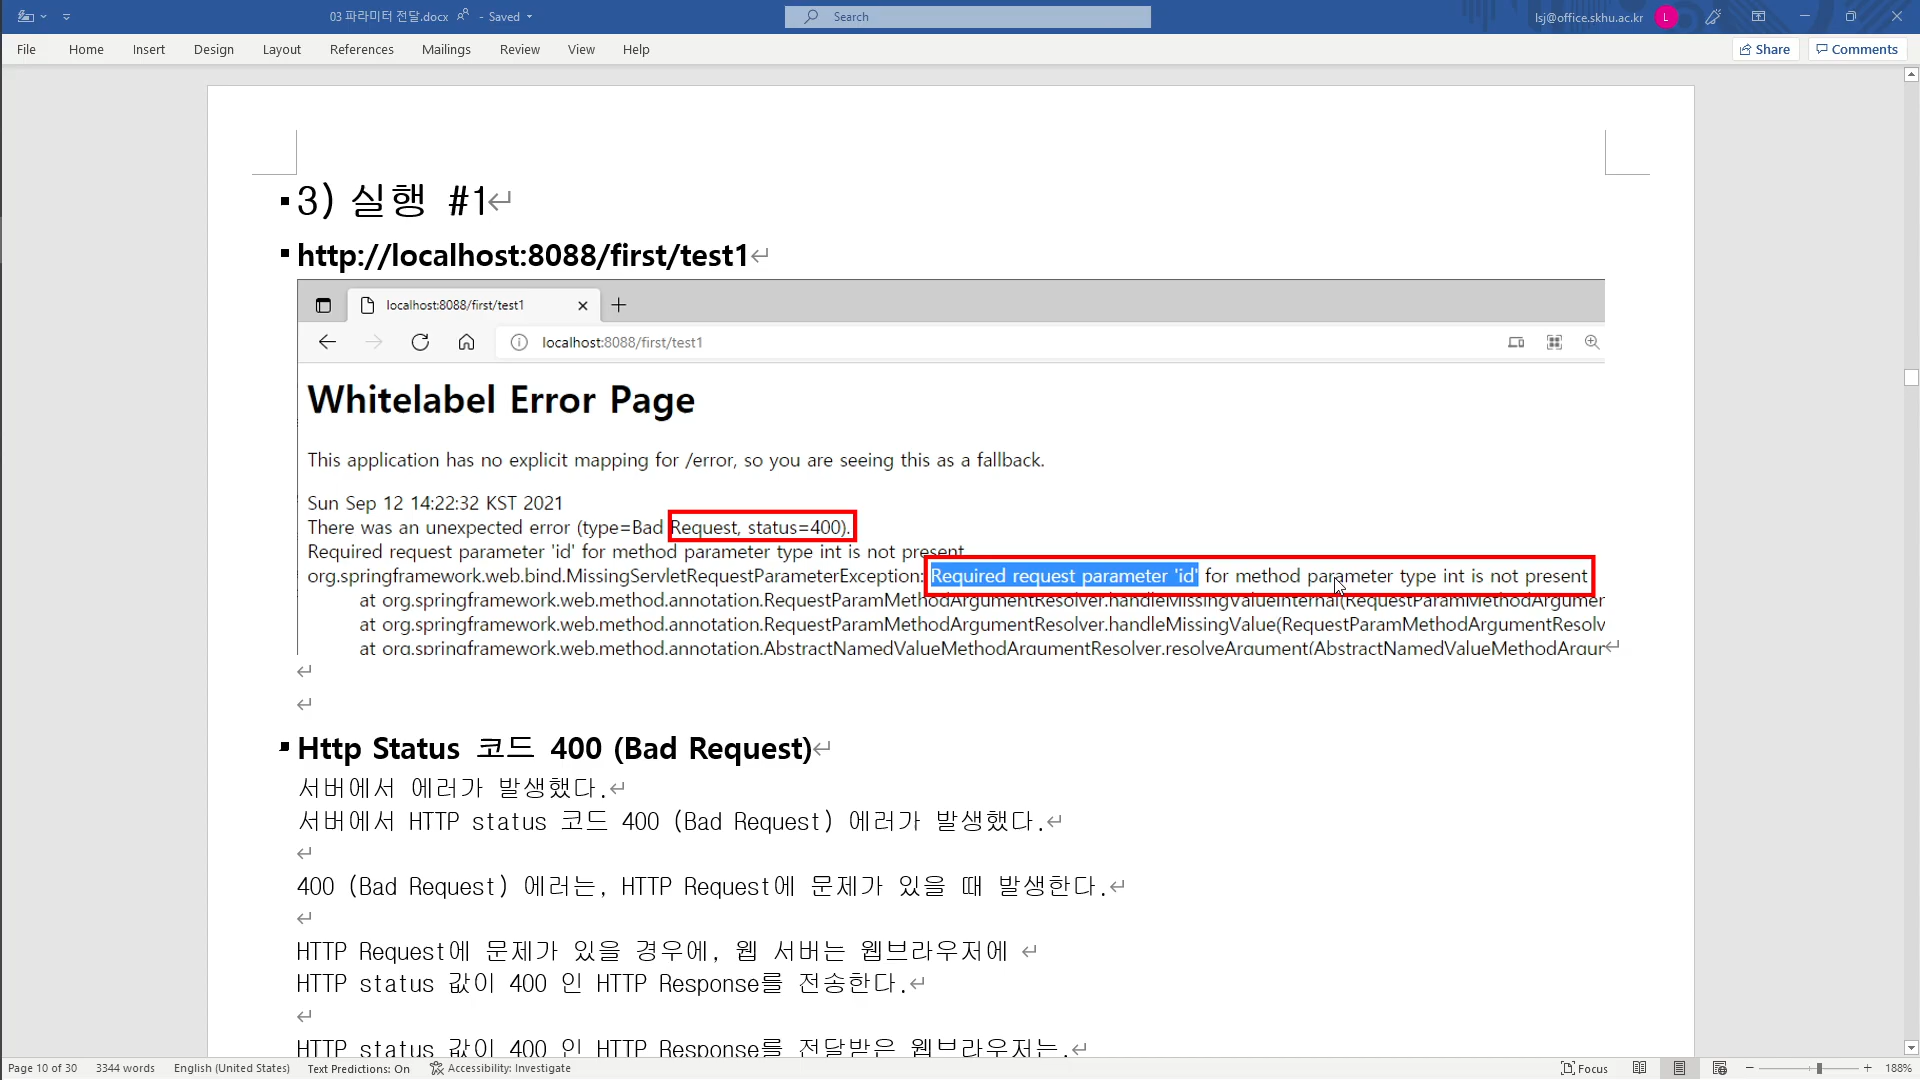 03 파라미터 전달.docx - Saved
Search
lsj@office.skhu.ac.kr L
File Home Insert Design Layout References Mailings Review View Help
Share Comments
3) 실행 #1
http://localhost:8088/first/test1
localhost:8088/first/test1
localhost:8088/first/test1
Whitelabel Error Page
This application has no explicit mapping for /error, so you are seeing this as a fallback.
Sun Sep 12 14:22:32 KST 2021
There was an unexpected error (type=Bad Request, status=400).
Required request parameter 'id' for method parameter type int is not present
org.springframework.web.bind.MissingServletRequestParameterException: Required request parameter 'id' for method parameter type int is not present
at org.springframework.web.method.annotation.RequestParamMethodArgumentResolver.handleMissingValueInternal(RequestParamMethodArgumen
at org.springframework.web.method.annotation.RequestParamMethodArgumentResolver.handleMissingValue(RequestParamMethodArgumentResolv
at org.springframework.web.method.annotation.AbstractNamedValueMethodArgumentResolver.resolveArgument(AbstractNamedValueMethodArgur
Http Status 코드 400 (Bad Request)
서버에서 에러가 발생했다.
서버에서 HTTP status 코드 400 (Bad Request) 에러가 발생했다.
400 (Bad Request) 에러는, HTTP Request에 문제가 있을 때 발생한다.
HTTP Request에 문제가 있을 경우에, 웹 서버는 웹브라우저에
HTTP status 값이 400 인 HTTP Response를 전송한다.
HTTP status 값이 400 인 HTTP Response를 전달받은 웹브라우저는,
Page 10 of 30 3344 words English (United States) Text Predictions: On Accessibility: Investigate Focus 188%